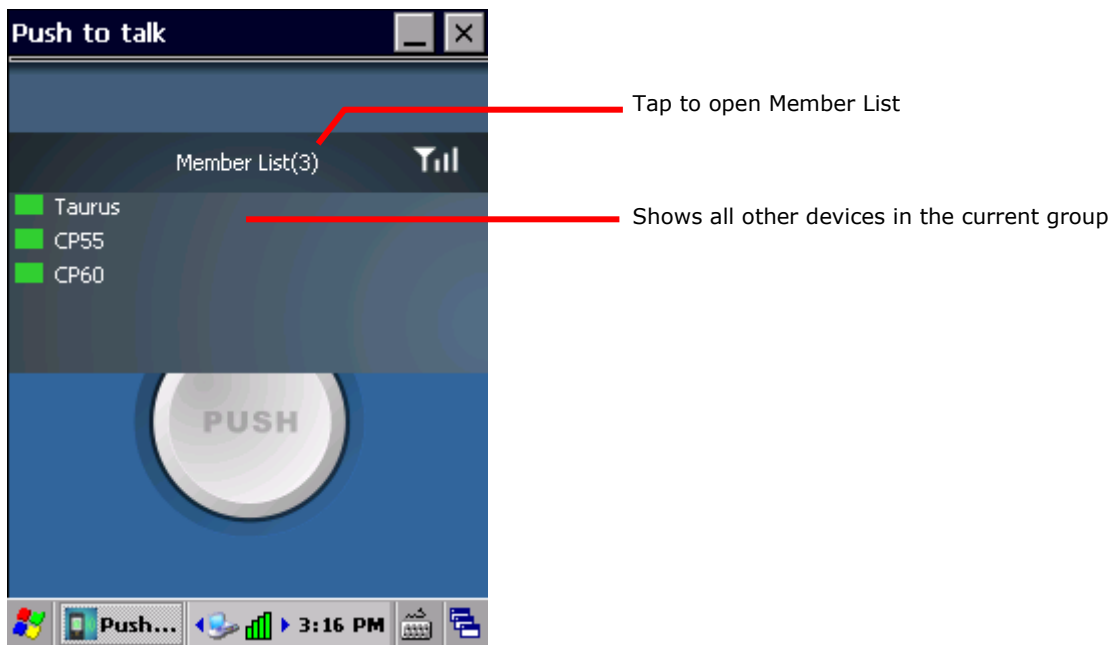 Push to talk
Tap to open Member List
Member List(3)
Taurus
Shows all other devices in the current group
CP55
CP60
PUSH
Push...
3:16 PM